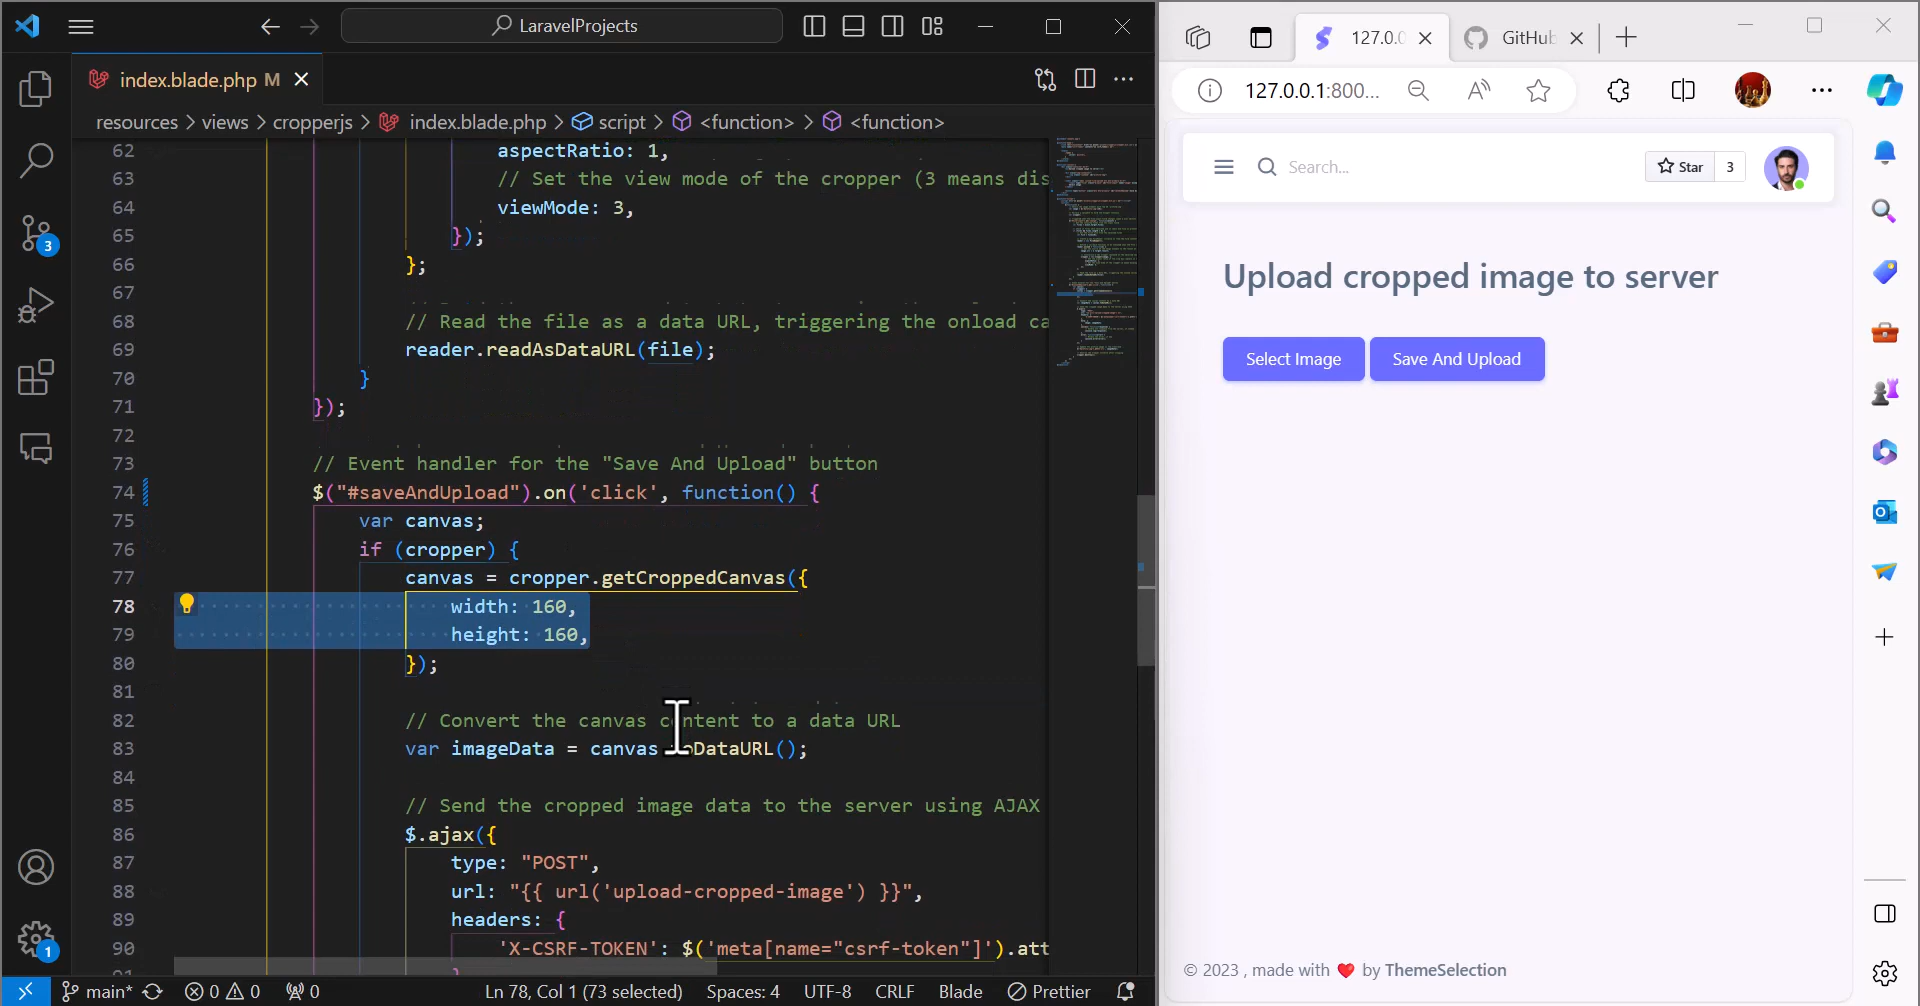 LaravelProjects
index.blade.php M
resources > views > cropperjs > index.blade.php > script > <function> > <function>
62 aspectRatio: 1,
63 // Set the view mode of the cropper (3 means dis
64 viewMode: 3,
65 });
66 };
67
68 // Read the file as a data URL, triggering the onload ca
69 reader.readAsDataURL(file);
70 }
71 });
72
73 // Event handler for the "Save And Upload" button
74 $("#saveAndUpload").on('click', function() {
75 var canvas;
76 if (cropper) {
77 canvas = cropper.getCroppedCanvas({
78 width: 160,
79 height: 160,
80 });
81
82 // Convert the canvas content to a data URL
83 var imageData = canvas.toDataURL();
84
85 // Send the cropped image data to the server using AJAX
86 $.ajax({
87 type: "POST",
88 url: "{{ url('upload-cropped-image') }}",
89 headers: {
90 'X-CSRF-TOKEN': $('meta[name="csrf-token"]').att
3
1
main* 0 0 0 Ln 78, Col 1 (73 selected) Spaces: 4 UTF-8 CRLF Blade Prettier
127.0.0 GitHub
127.0.0.1:800...
Search... Star 3
Upload cropped image to server
Select Image Save And Upload
© 2023 , made with ❤️ by ThemeSelection